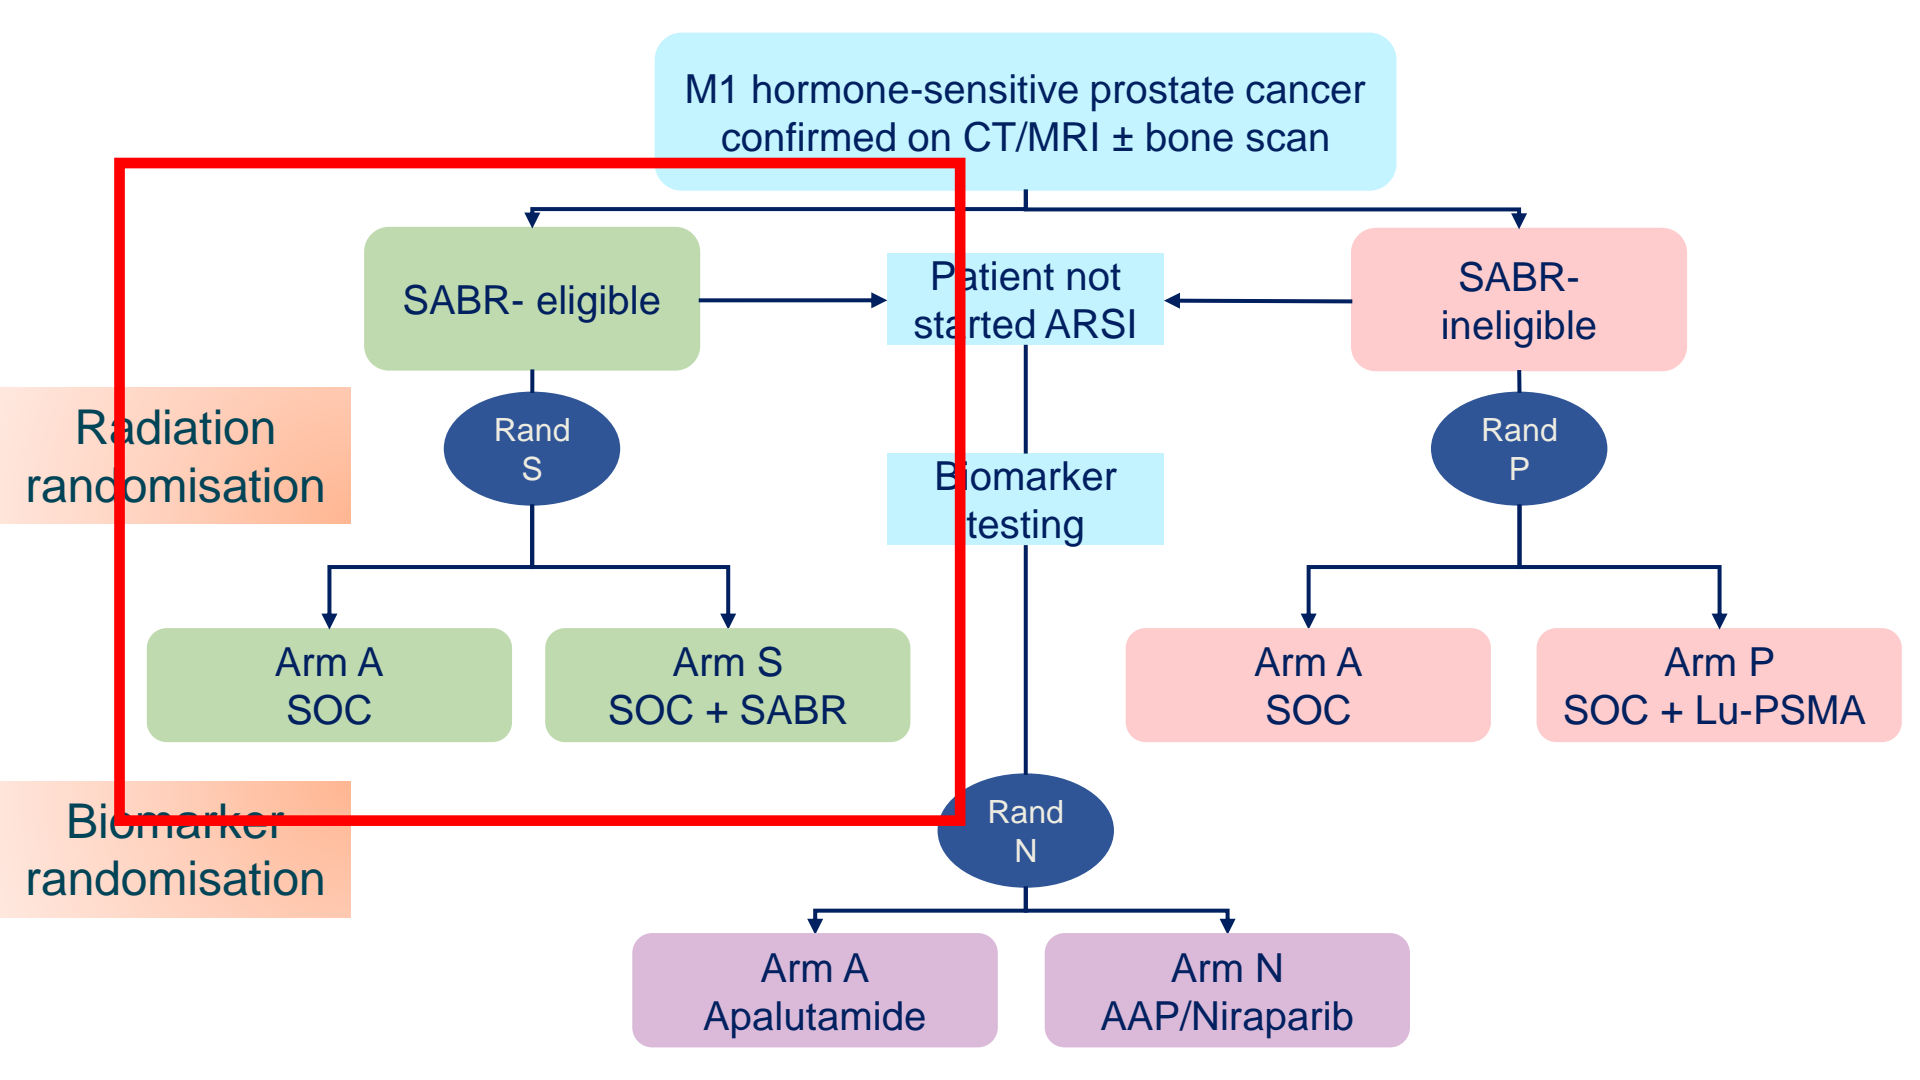 M1 hormone-sensitive prostate cancer
confirmed on CT/MRI ± bone scan
SABR- eligible
Patient not
started ARSI
SABR-
ineligible
Radiation
randomisation
Rand
S
Biomarker
testing
Rand
P
Arm A
SOC
Arm S
SOC + SABR
Arm A
SOC
Arm P
SOC + Lu-PSMA
Biomarker
randomisation
Rand
N
Arm A
Apalutamide
Arm N
AAP/Niraparib